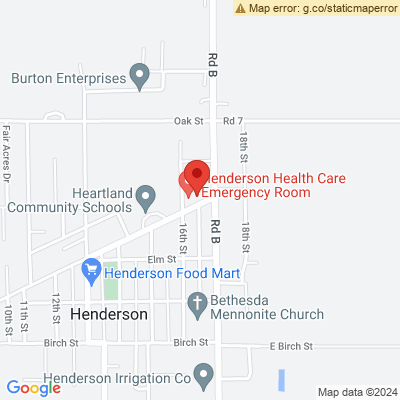 Map error: g.co/staticmaperror
Rd B
Burton Enterprises
Oak St
Rd 7
Fair Acres Dr
18th St
Henderson Health Care
Emergency Room
Heartland
Community Schools
16th St
Rd B
18th St
Elm St
Henderson Food Mart
10th St
11th St
12th St
Bethesda
Mennonite Church
Henderson
Birch St
E Birch St
Henderson Irrigation Co
Google
Map data ©2024